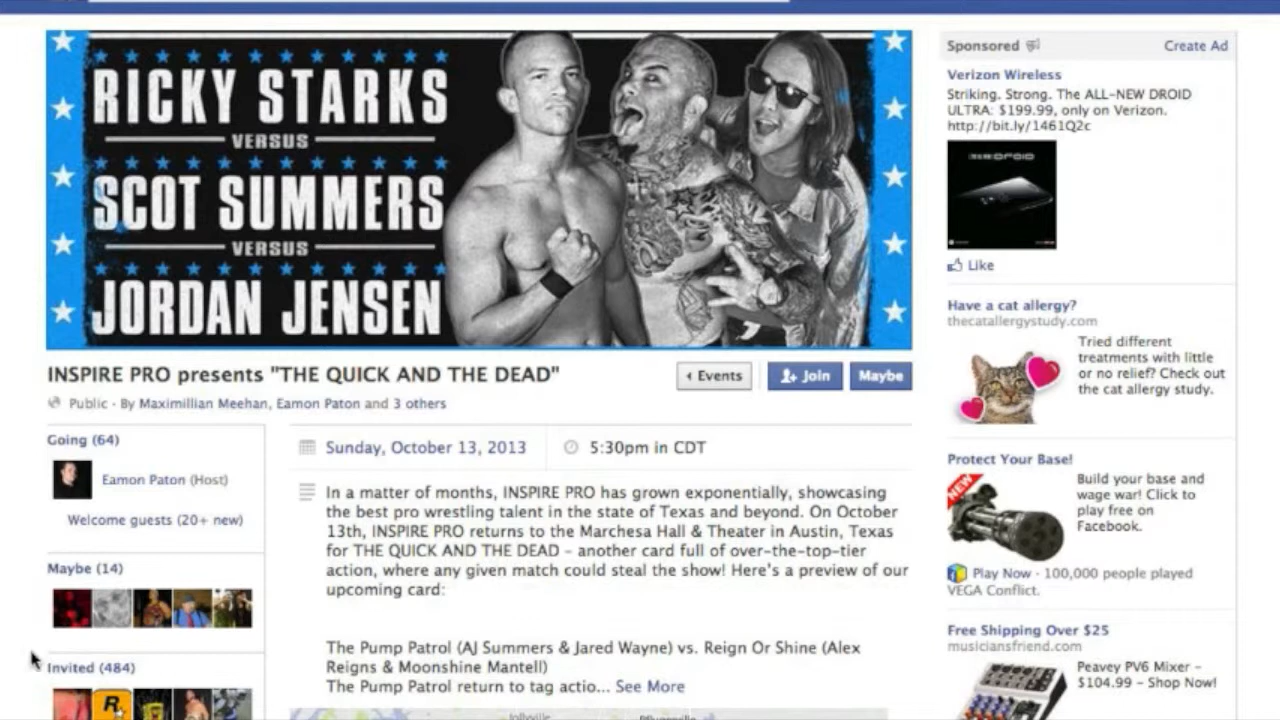 RICKY STARKS
VERSUS
SCOT SUMMERS
VERSUS
JORDAN JENSEN
INSPIRE PRO presents "THE QUICK AND THE DEAD"
Events
Join
Maybe
Public · By Maximillian Meehan, Eamon Paton and 3 others
Going (64)
Eamon Paton (Host)
Welcome guests (20+ new)
Maybe (14)
Invited (484)
R
Sunday, October 13, 2013
5:30pm in CDT
In a matter of months, INSPIRE PRO has grown exponentially, showcasing
the best pro wrestling talent in the state of Texas and beyond. On October
13th, INSPIRE PRO returns to the Marchesa Hall & Theater in Austin, Texas
for THE QUICK AND THE DEAD - another card full of over-the-top-tier
action, where any given match could steal the show! Here's a preview of our
upcoming card:
The Pump Patrol (AJ Summers & Jared Wayne) vs. Reign Or Shine (Alex
Reigns & Moonshine Mantell)
The Pump Patrol return to tag actio... See More
Sponsored
Create Ad
Verizon Wireless
Striking. Strong. The ALL-NEW DROID
ULTRA: $199.99, only on Verizon.
http://bit.ly/1461Q2c
DROID
Like
Have a cat allergy?
thecatallergystudy.com
Tried different
treatments with little
or no relief? Check out
the cat allergy study.
Protect Your Base!
NEW
Build your base and
wage war! Click to
play free on
Facebook.
Play Now · 100,000 people played
VEGA Conflict.
Free Shipping Over $25
musiciansfriend.com
Peavey PV6 Mixer -
$104.99 - Shop Now!